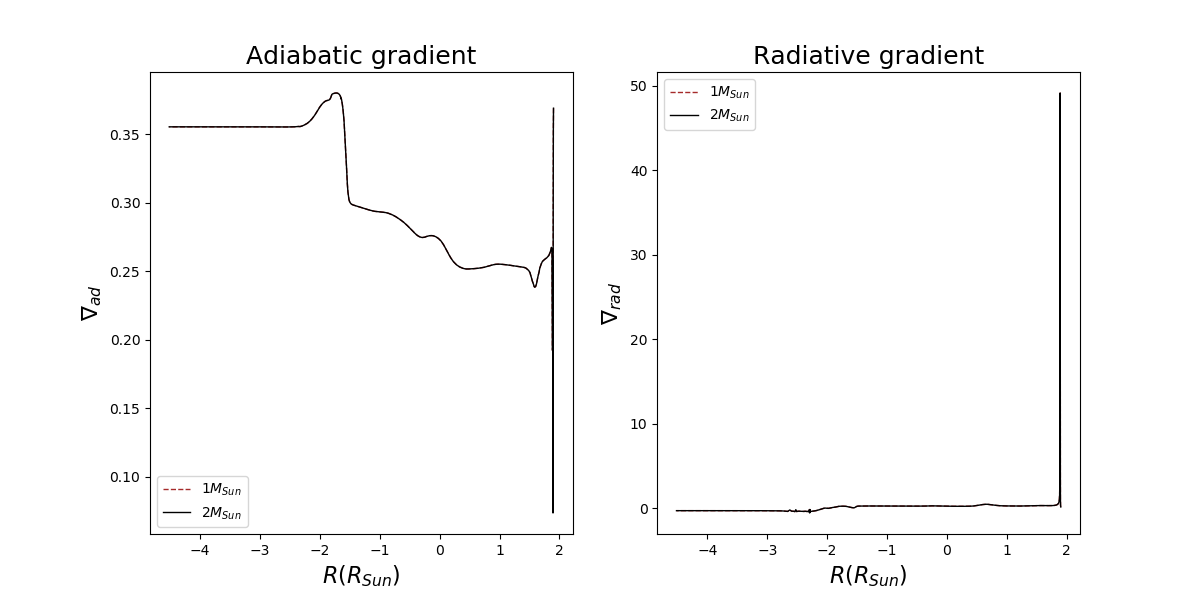 Adiabatic gradient
0.35
0.30
0.25
0.20
0.15
0.10
∇ad
1MSun
2MSun
−4 −3 −2 −1 0 1 2
R(RSun)
Radiative gradient
1MSun
2MSun
50
40
30
20
10
0
∇rad
−4 −3 −2 −1 0 1 2
R(RSun)